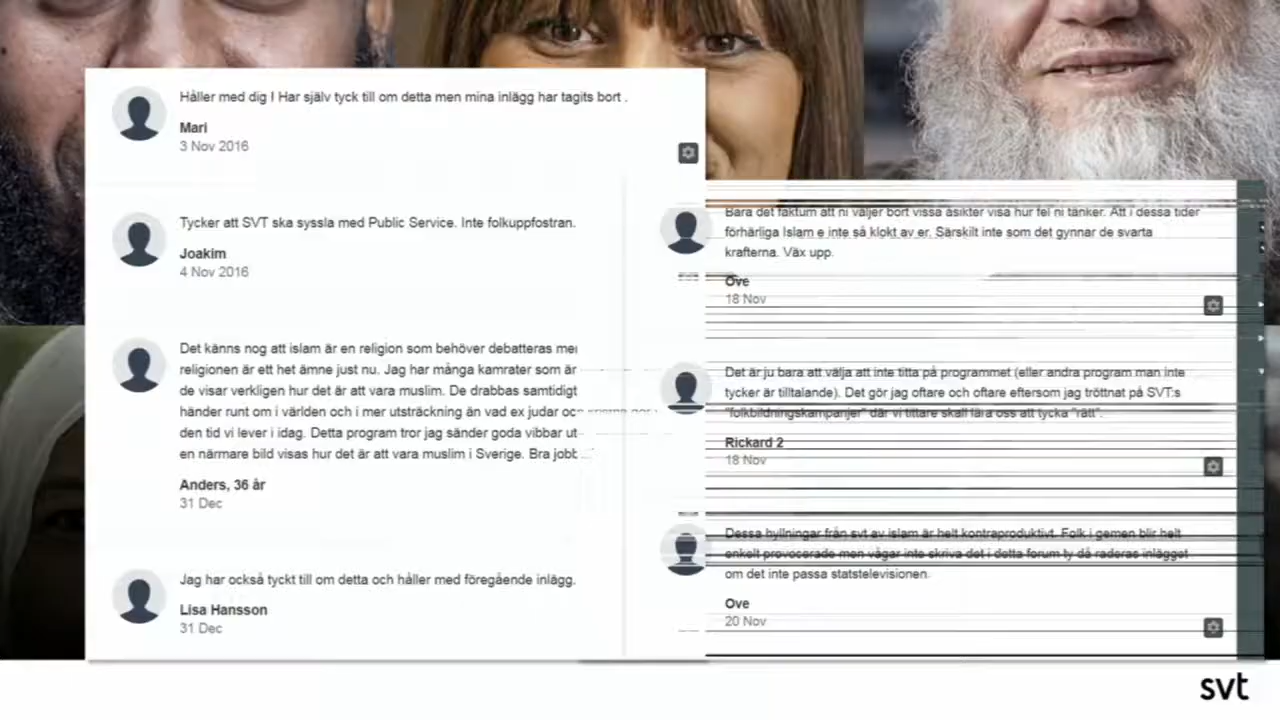 Håller med dig ! Har själv tyck till om detta men mina inlägg har tagits bort .
Mari
3 Nov 2016
Tycker att SVT ska syssla med Public Service. Inte folkuppfostran.
Joakim
4 Nov 2016
Det känns nog att islam är en religion som behöver debatteras
religionen är ett het ämne just nu. Jag har många kamrater som är
de visar verkligen hur det är att vara muslim. De drabbas samtidigt
händer runt om i världen och i mer utsträckning än vad ex judar
den tid vi lever i idag. Detta program tror jag sänder goda vibbar
en närmare bild visas hur det är att vara muslim i Sverige. Bra
Anders, 36 år
31 Dec
Jag har också tyckt till om detta och håller med föregående inlägg.
Lisa Hansson
31 Dec
Bara det faktum att ni väljer bort vissa åsikter visa hur fel ni tänker. Att i dessa tider
förhärliga Islam e inte så klokt av er. Särskilt inte som det gynnar de svarta
krafterna. Väx upp.
Ove
18 Nov
Det är ju bara att välja att inte titta på programmet (eller andra program man inte
tycker är tilltalande). Det gör jag oftare och oftare eftersom jag tröttnat på SVT:s
"folkbildningskampanjer" där vi tittare skall lära oss att tycka "rätt".
Rickard 2
18 Nov
Dessa hyllningar från svt av islam är helt kontraproduktivt. Folk i gemen blir helt
enkelt provocerade men vågar inte skriva det i detta forum ty då raderas inlägget
om det inte passa statstelevisionen.
Ove
20 Nov
svt